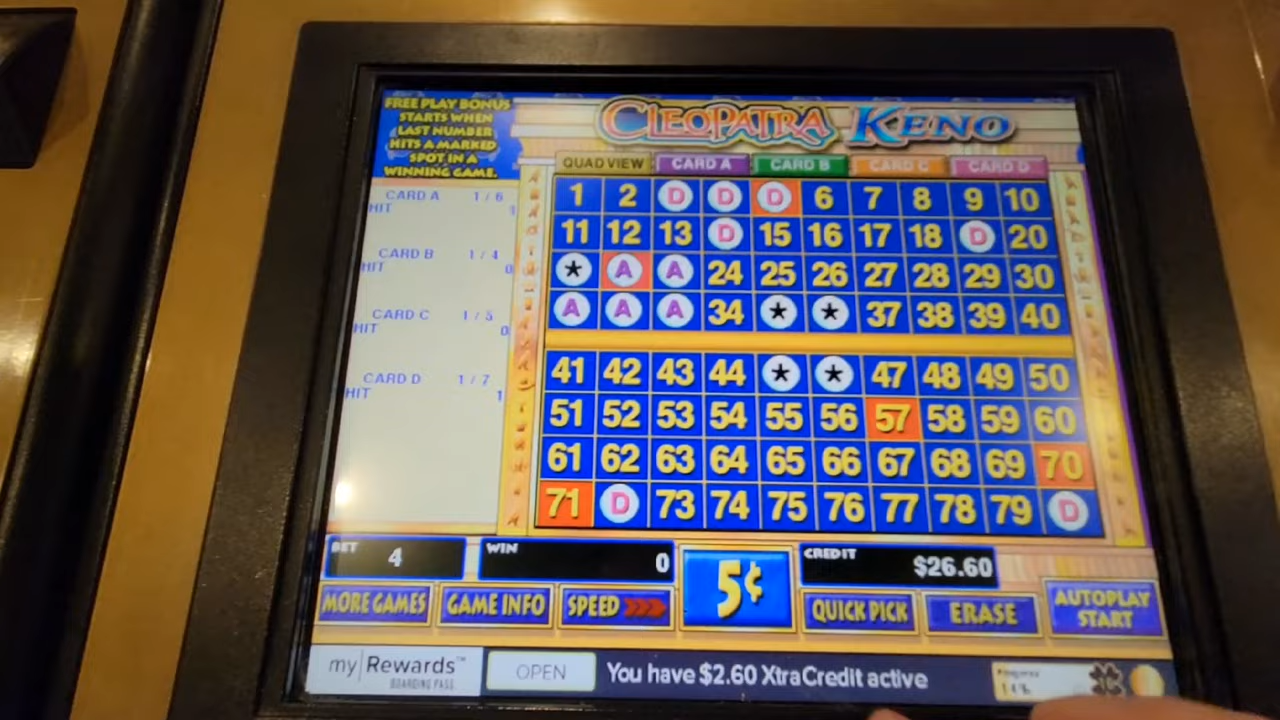 FREE PLAY BONUS
STARTS WHEN
LAST NUMBER
HITS A MARKED
SPOT IN A
WINNING GAME.
CLEOPATRA KENO
QUAD VIEW CARD A CARD B CARD C CARD D
CARD A 1/6
HIT 1
CARD B 1/4
HIT 0
CARD C 1/5
HIT 0
CARD D 1/7
HIT 1
1 2 D D D 6 7 8 9 10
11 12 13 D 15 16 17 18 D 20
★ A A 24 25 26 27 28 29 30
A A A 34 ★ ★ 37 38 39 40
41 42 43 44 ★ ★ 47 48 49 50
51 52 53 54 55 56 57 58 59 60
61 62 63 64 65 66 67 68 69 70
71 D 73 74 75 76 77 78 79 D
BET 4 WIN 0 5¢ CREDIT $26.60
MORE GAMES GAME INFO SPEED QUICK PICK ERASE AUTOPLAY
START
my|Rewards™
BOARDING PASS
OPEN
You have $2.60 XtraCredit active